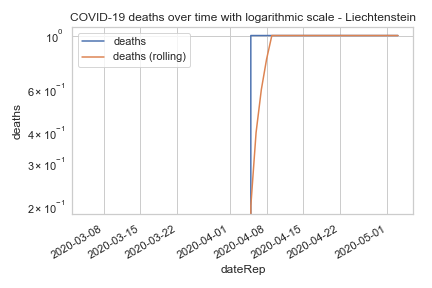 COVID-19 deaths over time with logarithmic scale - Liechtenstein
deaths
deaths (rolling)
10⁰
6 × 10⁻¹
4 × 10⁻¹
3 × 10⁻¹
2 × 10⁻¹
deaths
2020-03-08
2020-03-15
2020-03-22
2020-04-01
2020-04-08
2020-04-15
2020-04-22
2020-05-01
dateRep